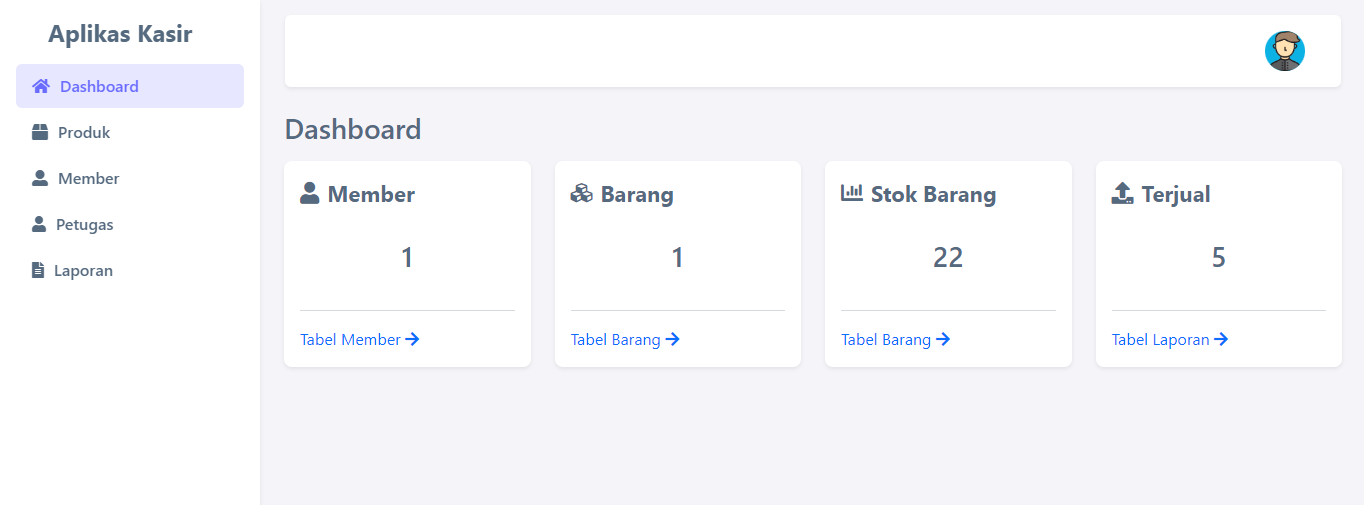 Aplikas Kasir
Dashboard
Produk
Member
Petugas
Laporan
Dashboard
Member
1
Tabel Member
Barang
1
Tabel Barang
Stok Barang
22
Tabel Barang
Terjual
5
Tabel Laporan